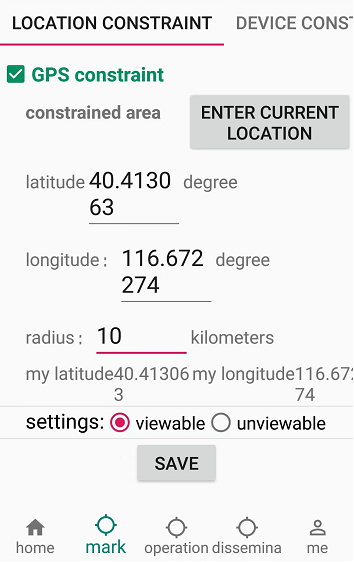 LOCATION CONSTRAINT DEVICE CONST
GPS constraint
constrained area ENTER CURRENT
LOCATION
latitude 40.4130 degree
63
longitude : 116.672 degree
274
radius : 10 kilometers
my latitude40.41306 my longitude116.672
3 74
settings: viewable unviewable
SAVE
home mark operation dissemina me